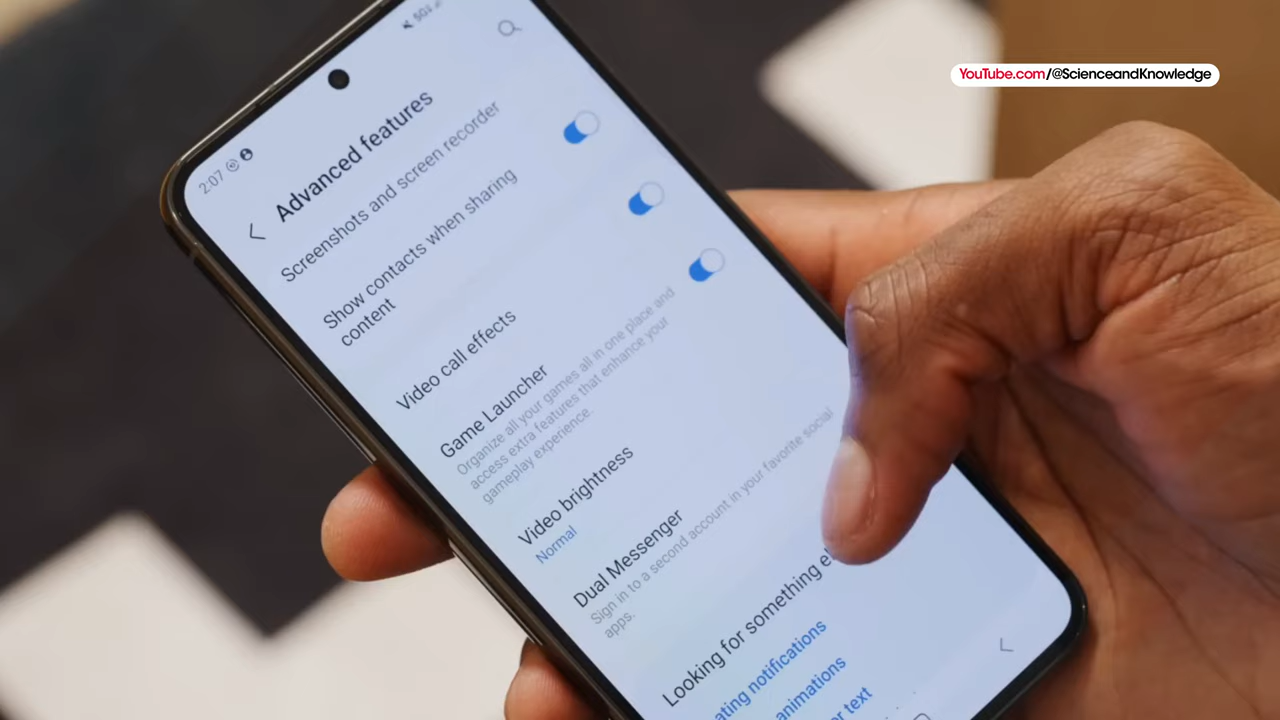 YouTube.com/@ScienceandKnowledge
2:07
Advanced features
Screenshots and screen recorder
Show contacts when sharing
content
Video call effects
Game Launcher
Organize all your games all in one place and
access extra features that enhance your
gameplay experience.
Video brightness
Normal
Dual Messenger
Sign in to a second account in your favorite social
apps.
Looking for something
notifications
animations
text